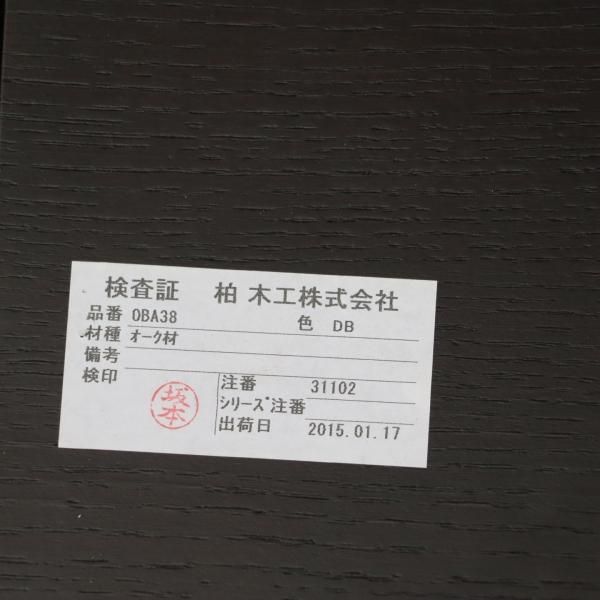 検査証 柏木工株式会社
品番 OBA38 色 DB
材種 オーク材
備考
検印 注番 31102
坂本 シリーズ注番
出荷日 2015.01.17